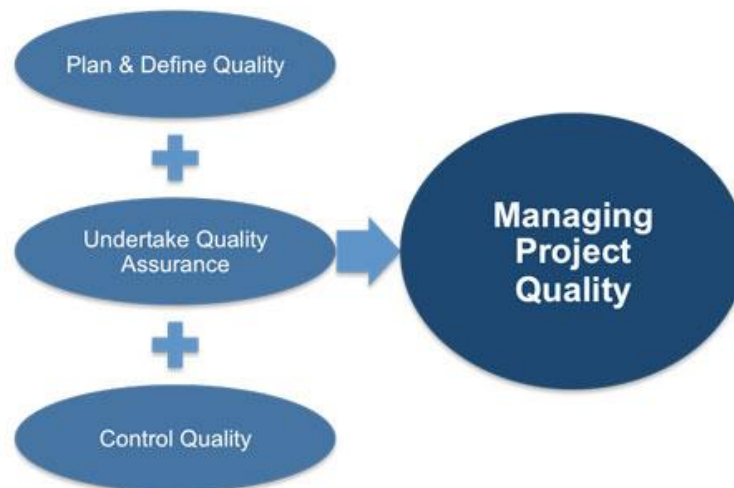 Plan & Define Quality
Undertake Quality
Assurance
Control Quality
Managing
Project
Quality